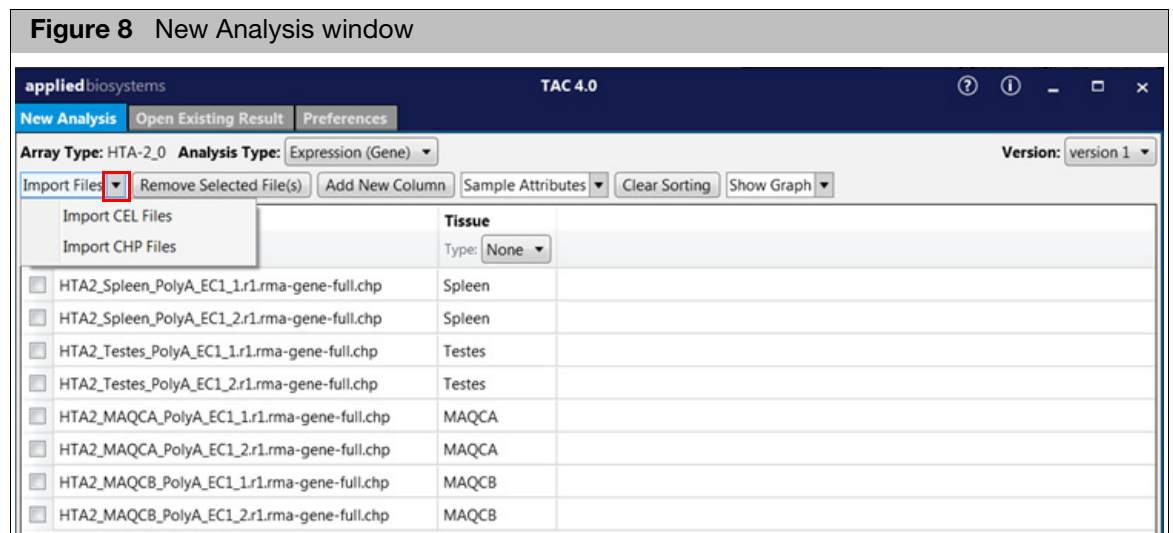 Figure 8 New Analysis window
appliedbiosystems TAC 4.0
New Analysis Open Existing Result Preferences
Array Type: HTA-2_0 Analysis Type: Expression (Gene) Version: version 1
Import Files Remove Selected File(s) Add New Column Sample Attributes Clear Sorting Show Graph
Import CEL Files
Import CHP Files
Tissue
Type: None
HTA2_Spleen_PolyA_EC1_1.r1.rma-gene-full.chp Spleen
HTA2_Spleen_PolyA_EC1_2.r1.rma-gene-full.chp Spleen
HTA2_Testes_PolyA_EC1_1.r1.rma-gene-full.chp Testes
HTA2_Testes_PolyA_EC1_2.r1.rma-gene-full.chp Testes
HTA2_MAQCA_PolyA_EC1_1.r1.rma-gene-full.chp MAQCA
HTA2_MAQCA_PolyA_EC1_2.r1.rma-gene-full.chp MAQCA
HTA2_MAQCB_PolyA_EC1_1.r1.rma-gene-full.chp MAQCB
HTA2_MAQCB_PolyA_EC1_2.r1.rma-gene-full.chp MAQCB